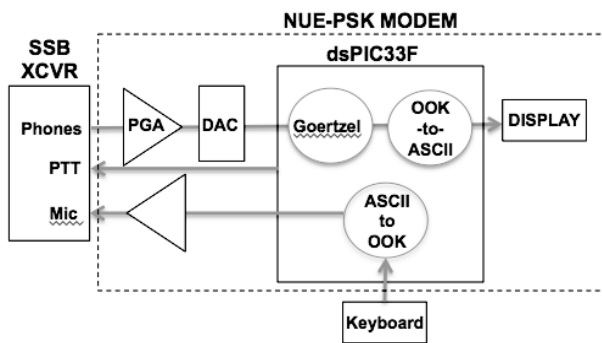 NUE-PSK MODEM
SSB
XCVR
dsPIC33F
Phones
PGA
DAC
Goertzel
OOK
-to-
ASCII
DISPLAY
PTT
Mic
ASCII
to
OOK
Keyboard